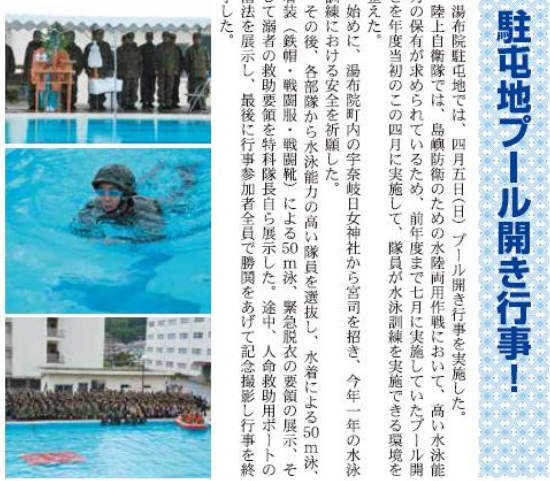 駐屯地プール開き行事！
湯布院駐屯地では、四月五日(日)プール開き行事を実施した。
陸上自衛隊では、島嶼防衛のための水陸両用作戦において、高い水泳能
力の保有が求められているため、前年度まで七月に実施していたプール開
きを年度当初のこの四月に実施して、隊員が水泳訓練を実施できる環境を
整えた。
始めに、湯布院町内の宇奈岐日女神社から宮司を招き、今年一年の水泳
訓練における安全を祈願した。
その後、各部隊から水泳能力の高い隊員を選抜し、水着による50m泳、
着装(鉄帽・戦闘服・戦闘靴)による50m泳、緊急脱衣の要領の展示、そ
して溺者の救助要領を特科隊長自ら展示した。途中、人命救助用ボートの
法を展示し、最後に行事参加者全員で勝関をあげて記念撮影し行事を終
了した。